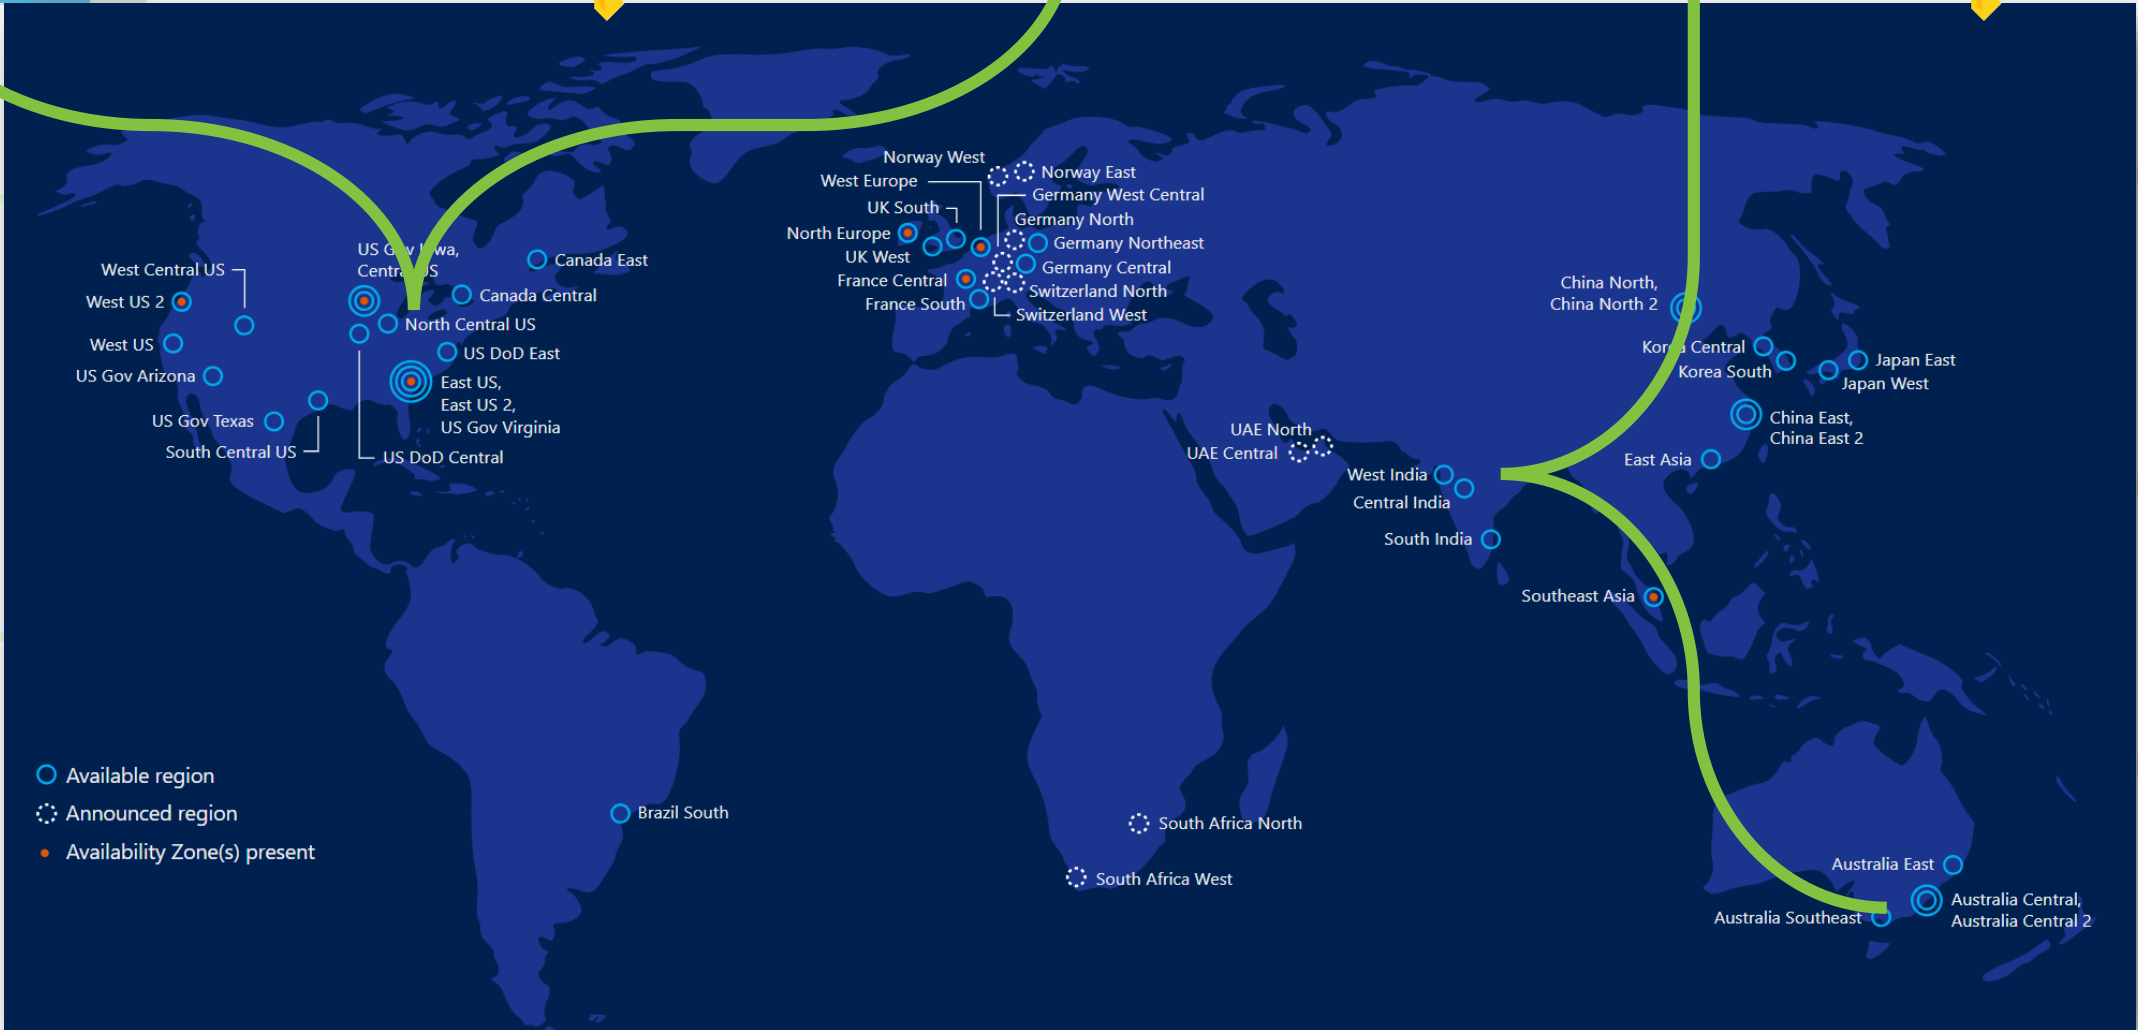 US Gov Iowa,
Central US
West Central US
West US 2
West US
US Gov Arizona
US Gov Texas
South Central US
Canada East
Canada Central
North Central US
US DoD East
East US,
East US 2,
US Gov Virginia
US DoD Central
Brazil South
Norway West
Norway East
West Europe
Germany West Central
UK South
Germany North
North Europe
Germany Northeast
UK West
Germany Central
France Central
Switzerland North
France South
Switzerland West
UAE North
UAE Central
West India
Central India
South India
China North,
China North 2
Korea Central
Korea South
Japan East
Japan West
China East,
China East 2
East Asia
Southeast Asia
South Africa North
South Africa West
Australia East
Australia Central,
Australia Central 2
Australia Southeast
Available region
Announced region
Availability Zone(s) present